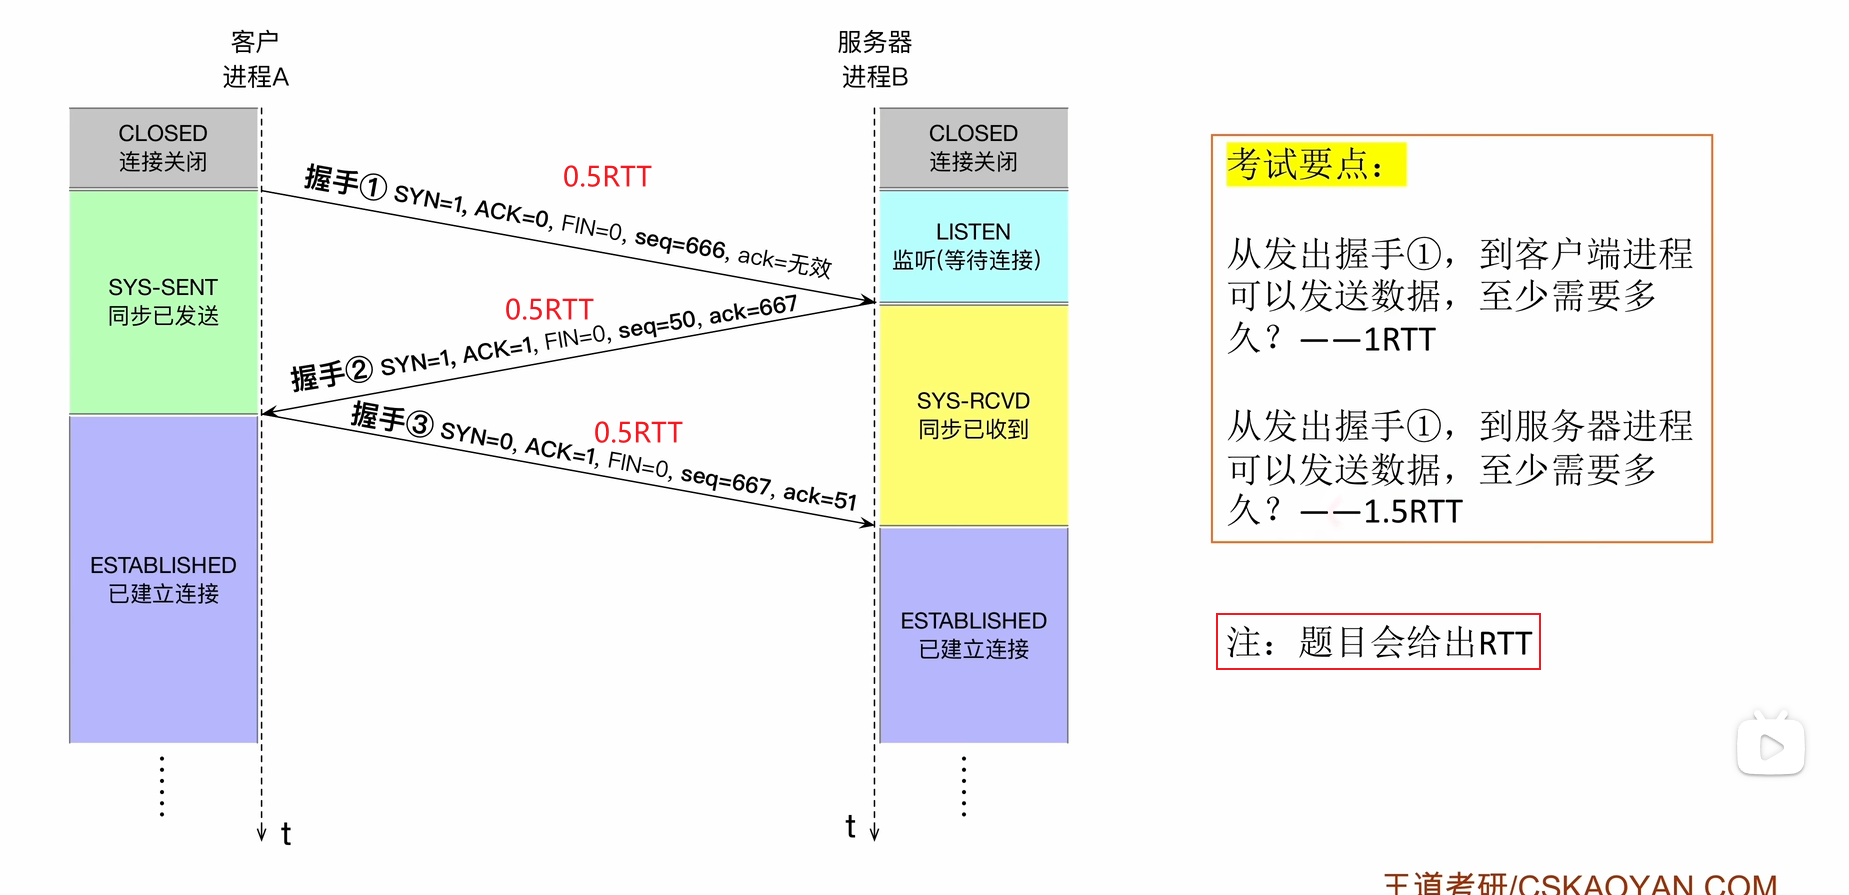 客户
进程A
服务器
进程B
CLOSED
连接关闭
CLOSED
连接关闭
握手① SYN=1, ACK=0, FIN=0, seq=666, ack=无效
0.5RTT
LISTEN
监听(等待连接)
SYS-SENT
同步已发送
0.5RTT
握手② SYN=1, ACK=1, FIN=0, seq=50, ack=667
SYS-RCVD
同步已收到
握手③ SYN=0, ACK=1, FIN=0, seq=667, ack=51
0.5RTT
ESTABLISHED
已建立连接
ESTABLISHED
已建立连接
t
t
考试要点：
从发出握手①，到客户端进程
可以发送数据，至少需要多
久？——1RTT
从发出握手①，到服务器进程
可以发送数据，至少需要多
久？——1.5RTT
注：题目会给出RTT
王道考研/CSKAOYAN.COM